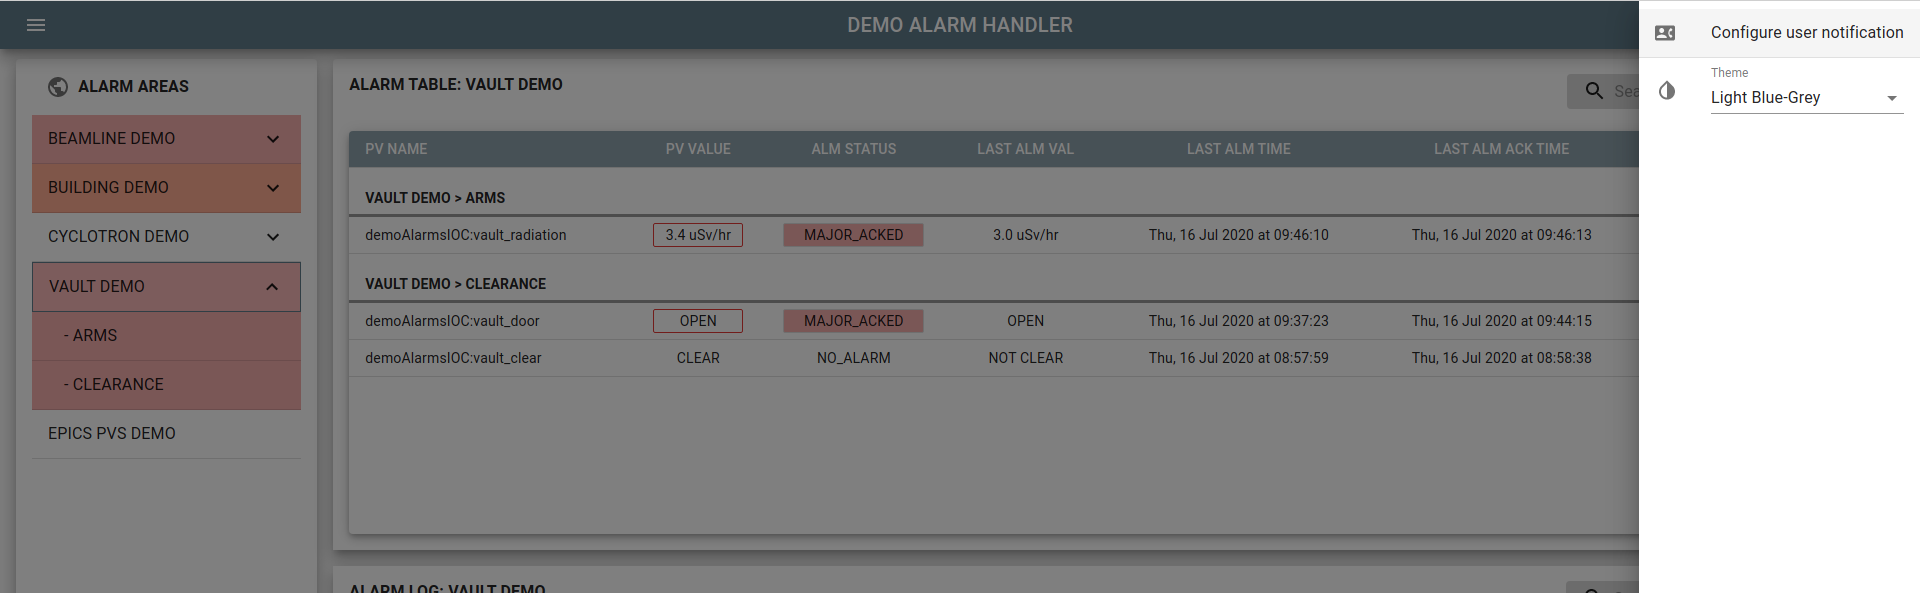 DEMO ALARM HANDLER
Configure user notification
Theme
Light Blue-Grey
ALARM AREAS
BEAMLINE DEMO
BUILDING DEMO
CYCLOTRON DEMO
VAULT DEMO
- ARMS
- CLEARANCE
EPICS PVS DEMO
ALARM TABLE: VAULT DEMO
PV NAME PV VALUE ALM STATUS LAST ALM VAL LAST ALM TIME LAST ALM ACK TIME
VAULT DEMO > ARMS
demoAlarmsIOC:vault_radiation 3.4 uSv/hr MAJOR_ACKED 3.0 uSv/hr Thu, 16 Jul 2020 at 09:46:10 Thu, 16 Jul 2020 at 09:46:13
VAULT DEMO > CLEARANCE
demoAlarmsIOC:vault_door OPEN MAJOR_ACKED OPEN Thu, 16 Jul 2020 at 09:37:23 Thu, 16 Jul 2020 at 09:44:15
demoAlarmsIOC:vault_clear CLEAR NO_ALARM NOT CLEAR Thu, 16 Jul 2020 at 08:57:59 Thu, 16 Jul 2020 at 08:58:38
ALARM LOG: VAULT DEMO